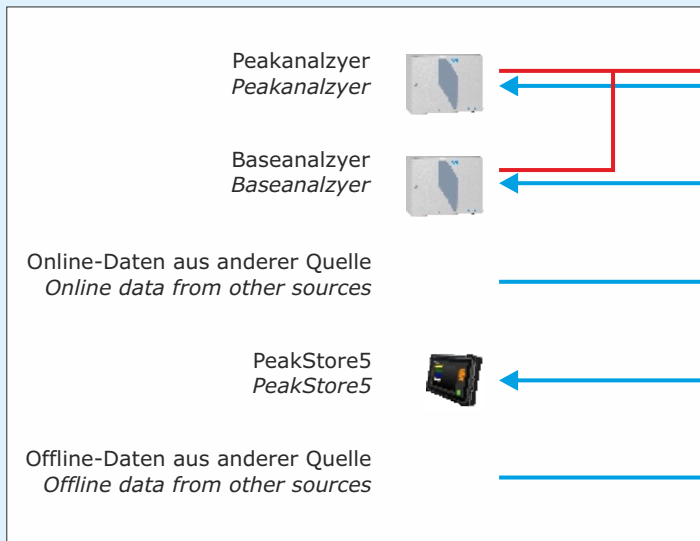 Peakanalzyer
Peakanalzyer
Baseanalzyer
Baseanalzyer
Online-Daten aus anderer Quelle
Online data from other sources
PeakStore5
PeakStore5
Offline-Daten aus anderer Quelle
Offline data from other sources